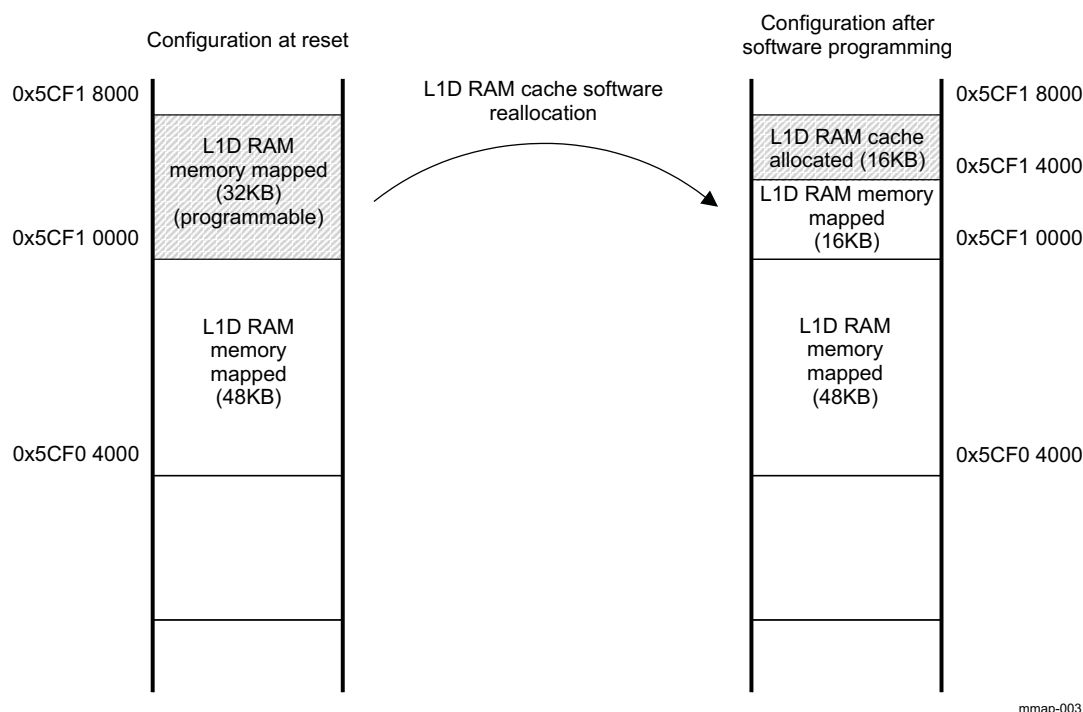 Configuration at reset
Configuration after
software programming
L1D RAM cache software
reallocation
0x5CF1 8000
L1D RAM
memory mapped
(32KB)
(programmable)
0x5CF1 0000
L1D RAM
memory
mapped
(48KB)
0x5CF0 4000
0x5CF1 8000
L1D RAM cache
allocated (16KB)
0x5CF1 4000
L1D RAM memory
mapped
(16KB)
0x5CF1 0000
L1D RAM
memory
mapped
(48KB)
0x5CF0 4000
mmap-003